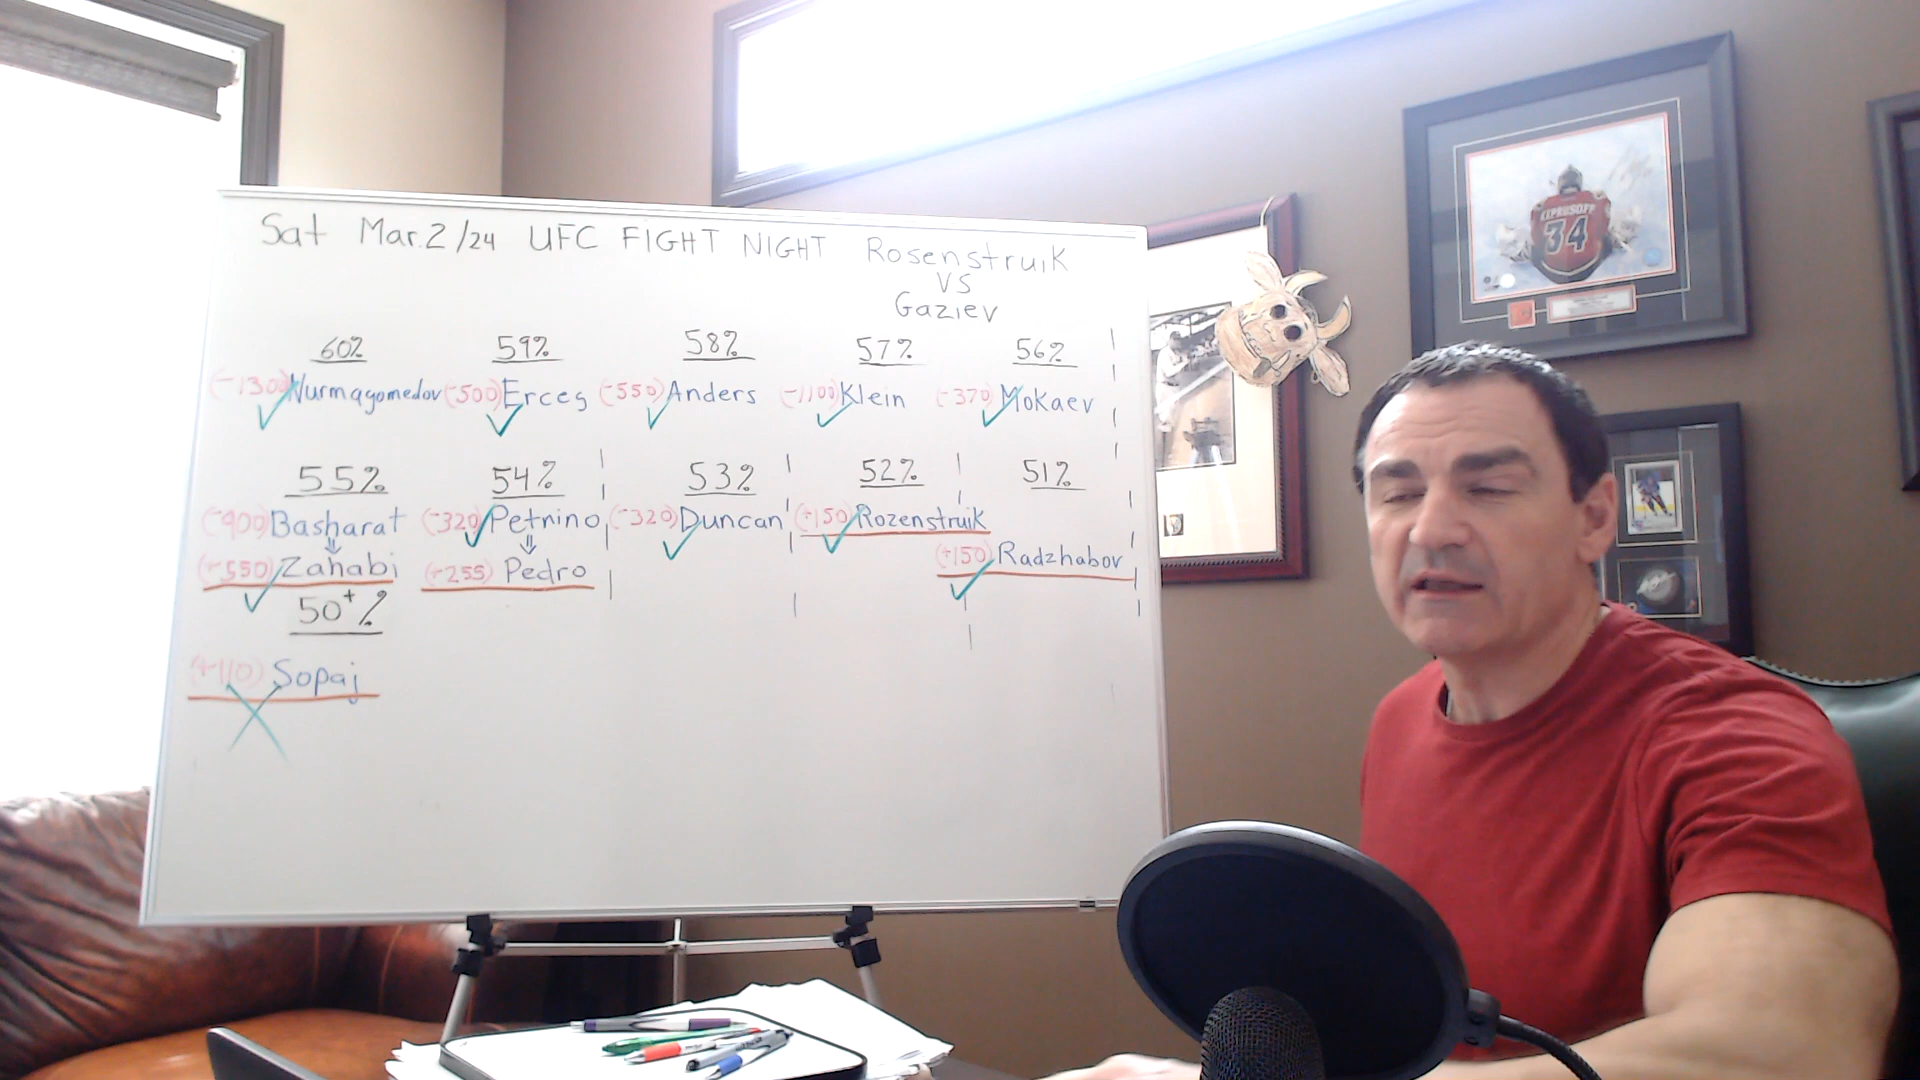 Sat Mar. 2/24 UFC FIGHT NIGHT Rosenstruik
VS
Gaziev
60% 59% 58% 57% 56%
(-1300) Nurmagomedov (-500) Erceg (-550) Anders (-1100) Klein (-370) Mokaev
55% 54% 53% 52% 51%
(-900) Basharat (-320) Petnino (-320) Duncan (+150) Rozenstruik
(+550) Zahabi (+255) Pedro (+150) Radzhabov
50+%
(+110) Sopaj
KIPRUSOFF
34